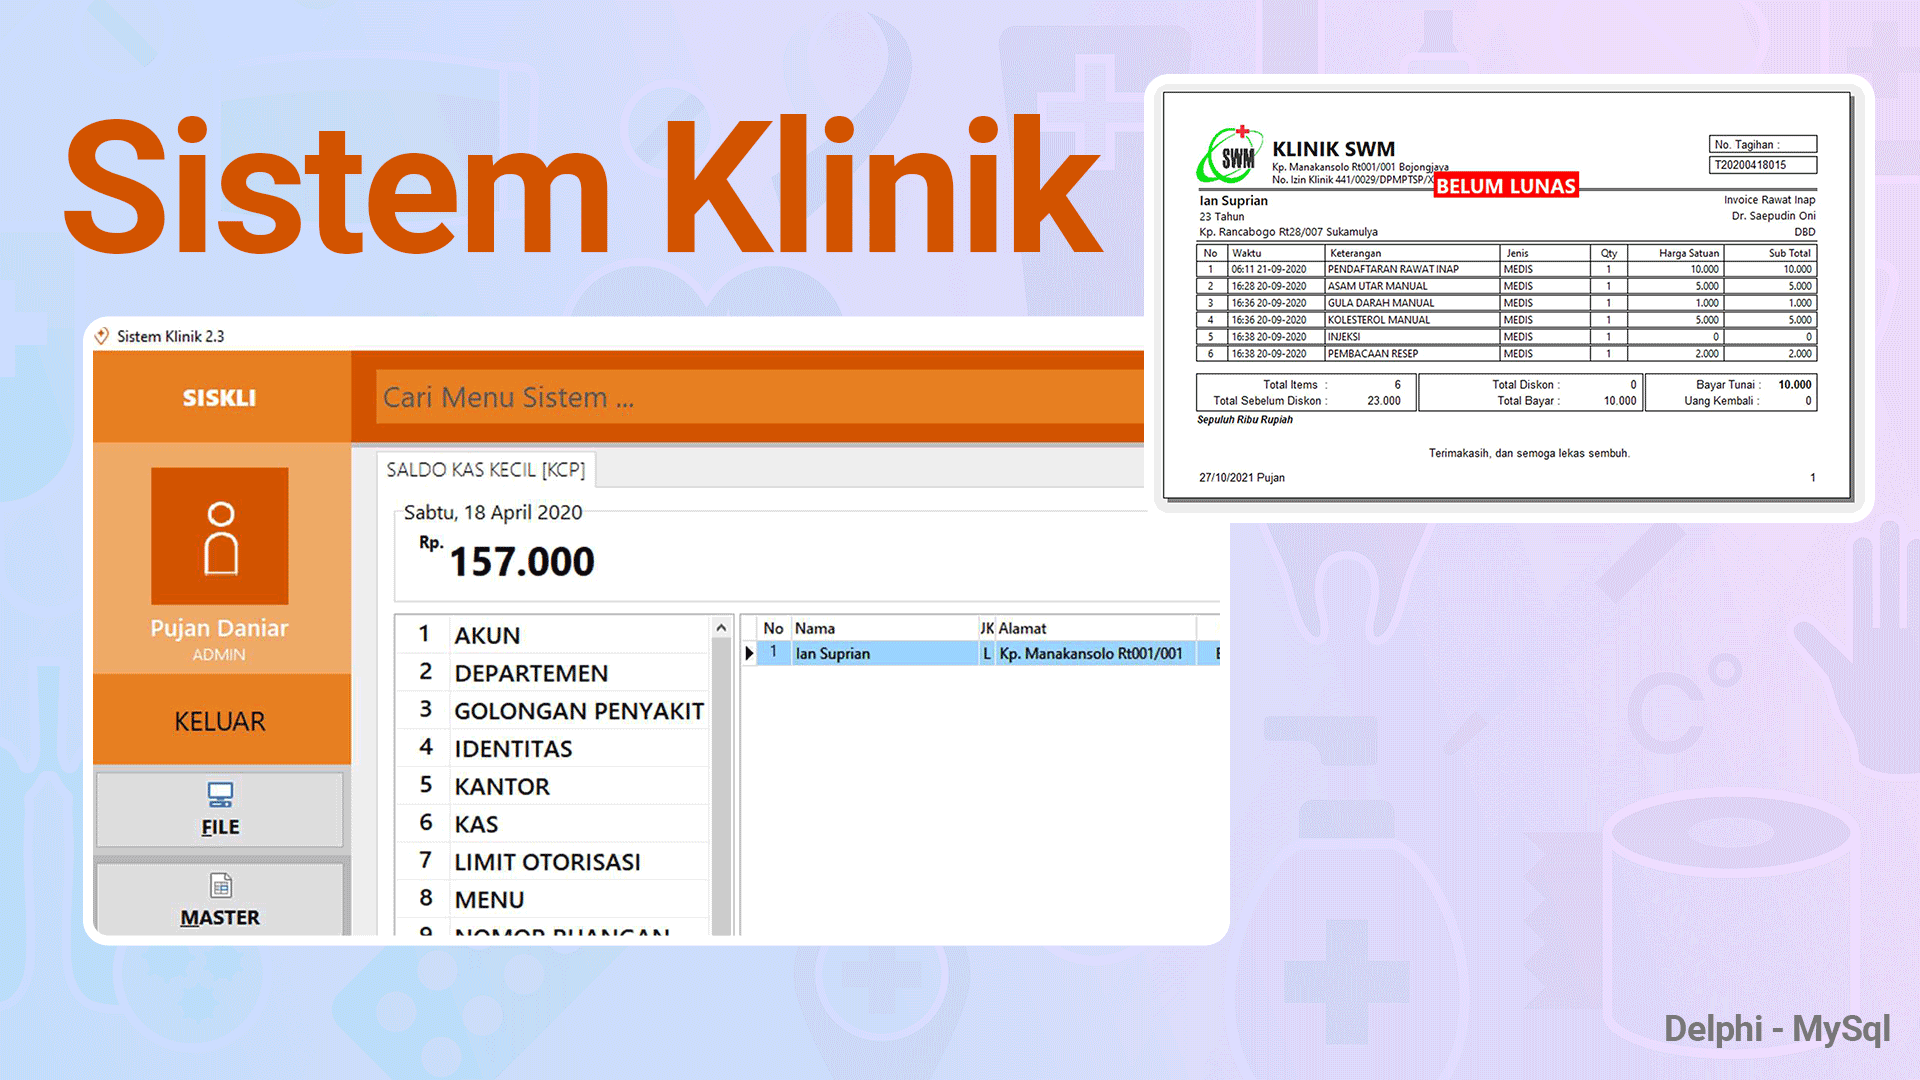 Sistem Klinik
Sistem Klinik 2.3
SISKLI
Cari Menu Sistem ...
Pujan Daniar
ADMIN
KELUAR
FILE
MASTER
SALDO KAS KECIL [KCP]
Sabtu, 18 April 2020
Rp. 157.000
1 AKUN
2 DEPARTEMEN
3 GOLONGAN PENYAKIT
4 IDENTITAS
5 KANTOR
6 KAS
7 LIMIT OTORISASI
8 MENU
9 NOMOR RUANGAN
No Nama JK Alamat
1 Ian Suprian L Kp. Manakansolo Rt001/001
SWM
KLINIK SWM
Kp. Manakansolo Rt001/001 Bojongjaya
No. Izin Klinik 441/0029/DPMPTSP/X
BELUM LUNAS
No. Tagihan :
T20200418015
Ian Suprian
23 Tahun
Kp. Rancabogo Rt28/007 Sukamulya
Invoice Rawat Inap
Dr. Saepudin Oni
DBD
No Waktu Keterangan Jenis Qty Harga Satuan Sub Total
1 06:11 21-09-2020 PENDAFTARAN RAWAT INAP MEDIS 1 10.000 10.000
2 16:28 20-09-2020 ASAM UTAR MANUAL MEDIS 1 5.000 5.000
3 16:36 20-09-2020 GULA DARAH MANUAL MEDIS 1 1.000 1.000
4 16:36 20-09-2020 KOLESTEROL MANUAL MEDIS 1 5.000 5.000
5 16:38 20-09-2020 INJEKSI MEDIS 1 0 0
6 16:38 20-09-2020 PEMBACAAN RESEP MEDIS 1 2.000 2.000
Total Items : 6 Total Diskon : 0 Bayar Tunai : 10.000
Total Sebelum Diskon : 23.000 Total Bayar : 10.000 Uang Kembali : 0
Sepuluh Ribu Rupiah
Terimakasih, dan semoga lekas sembuh.
27/10/2021 Pujan 1
C°
Delphi - MySql